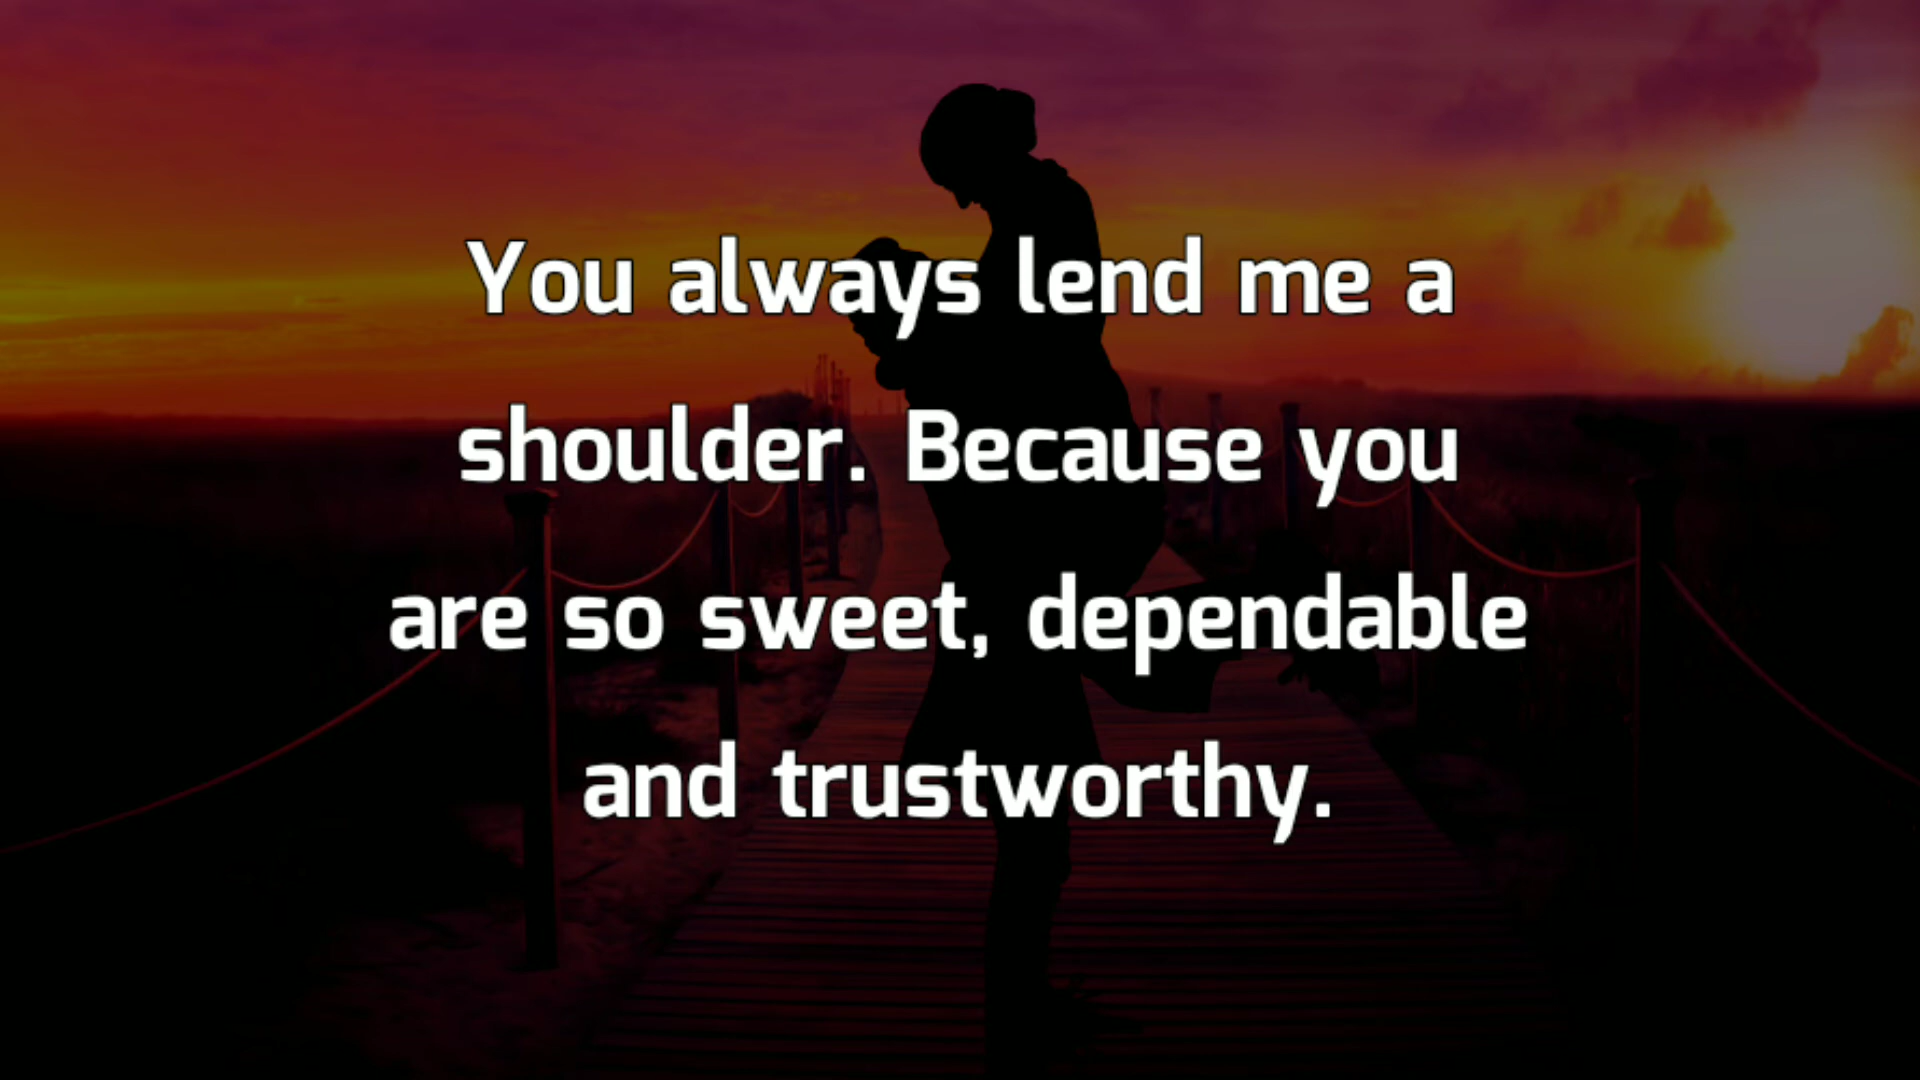 You always lend me a
shoulder. Because you
are so sweet, dependable
and trustworthy.